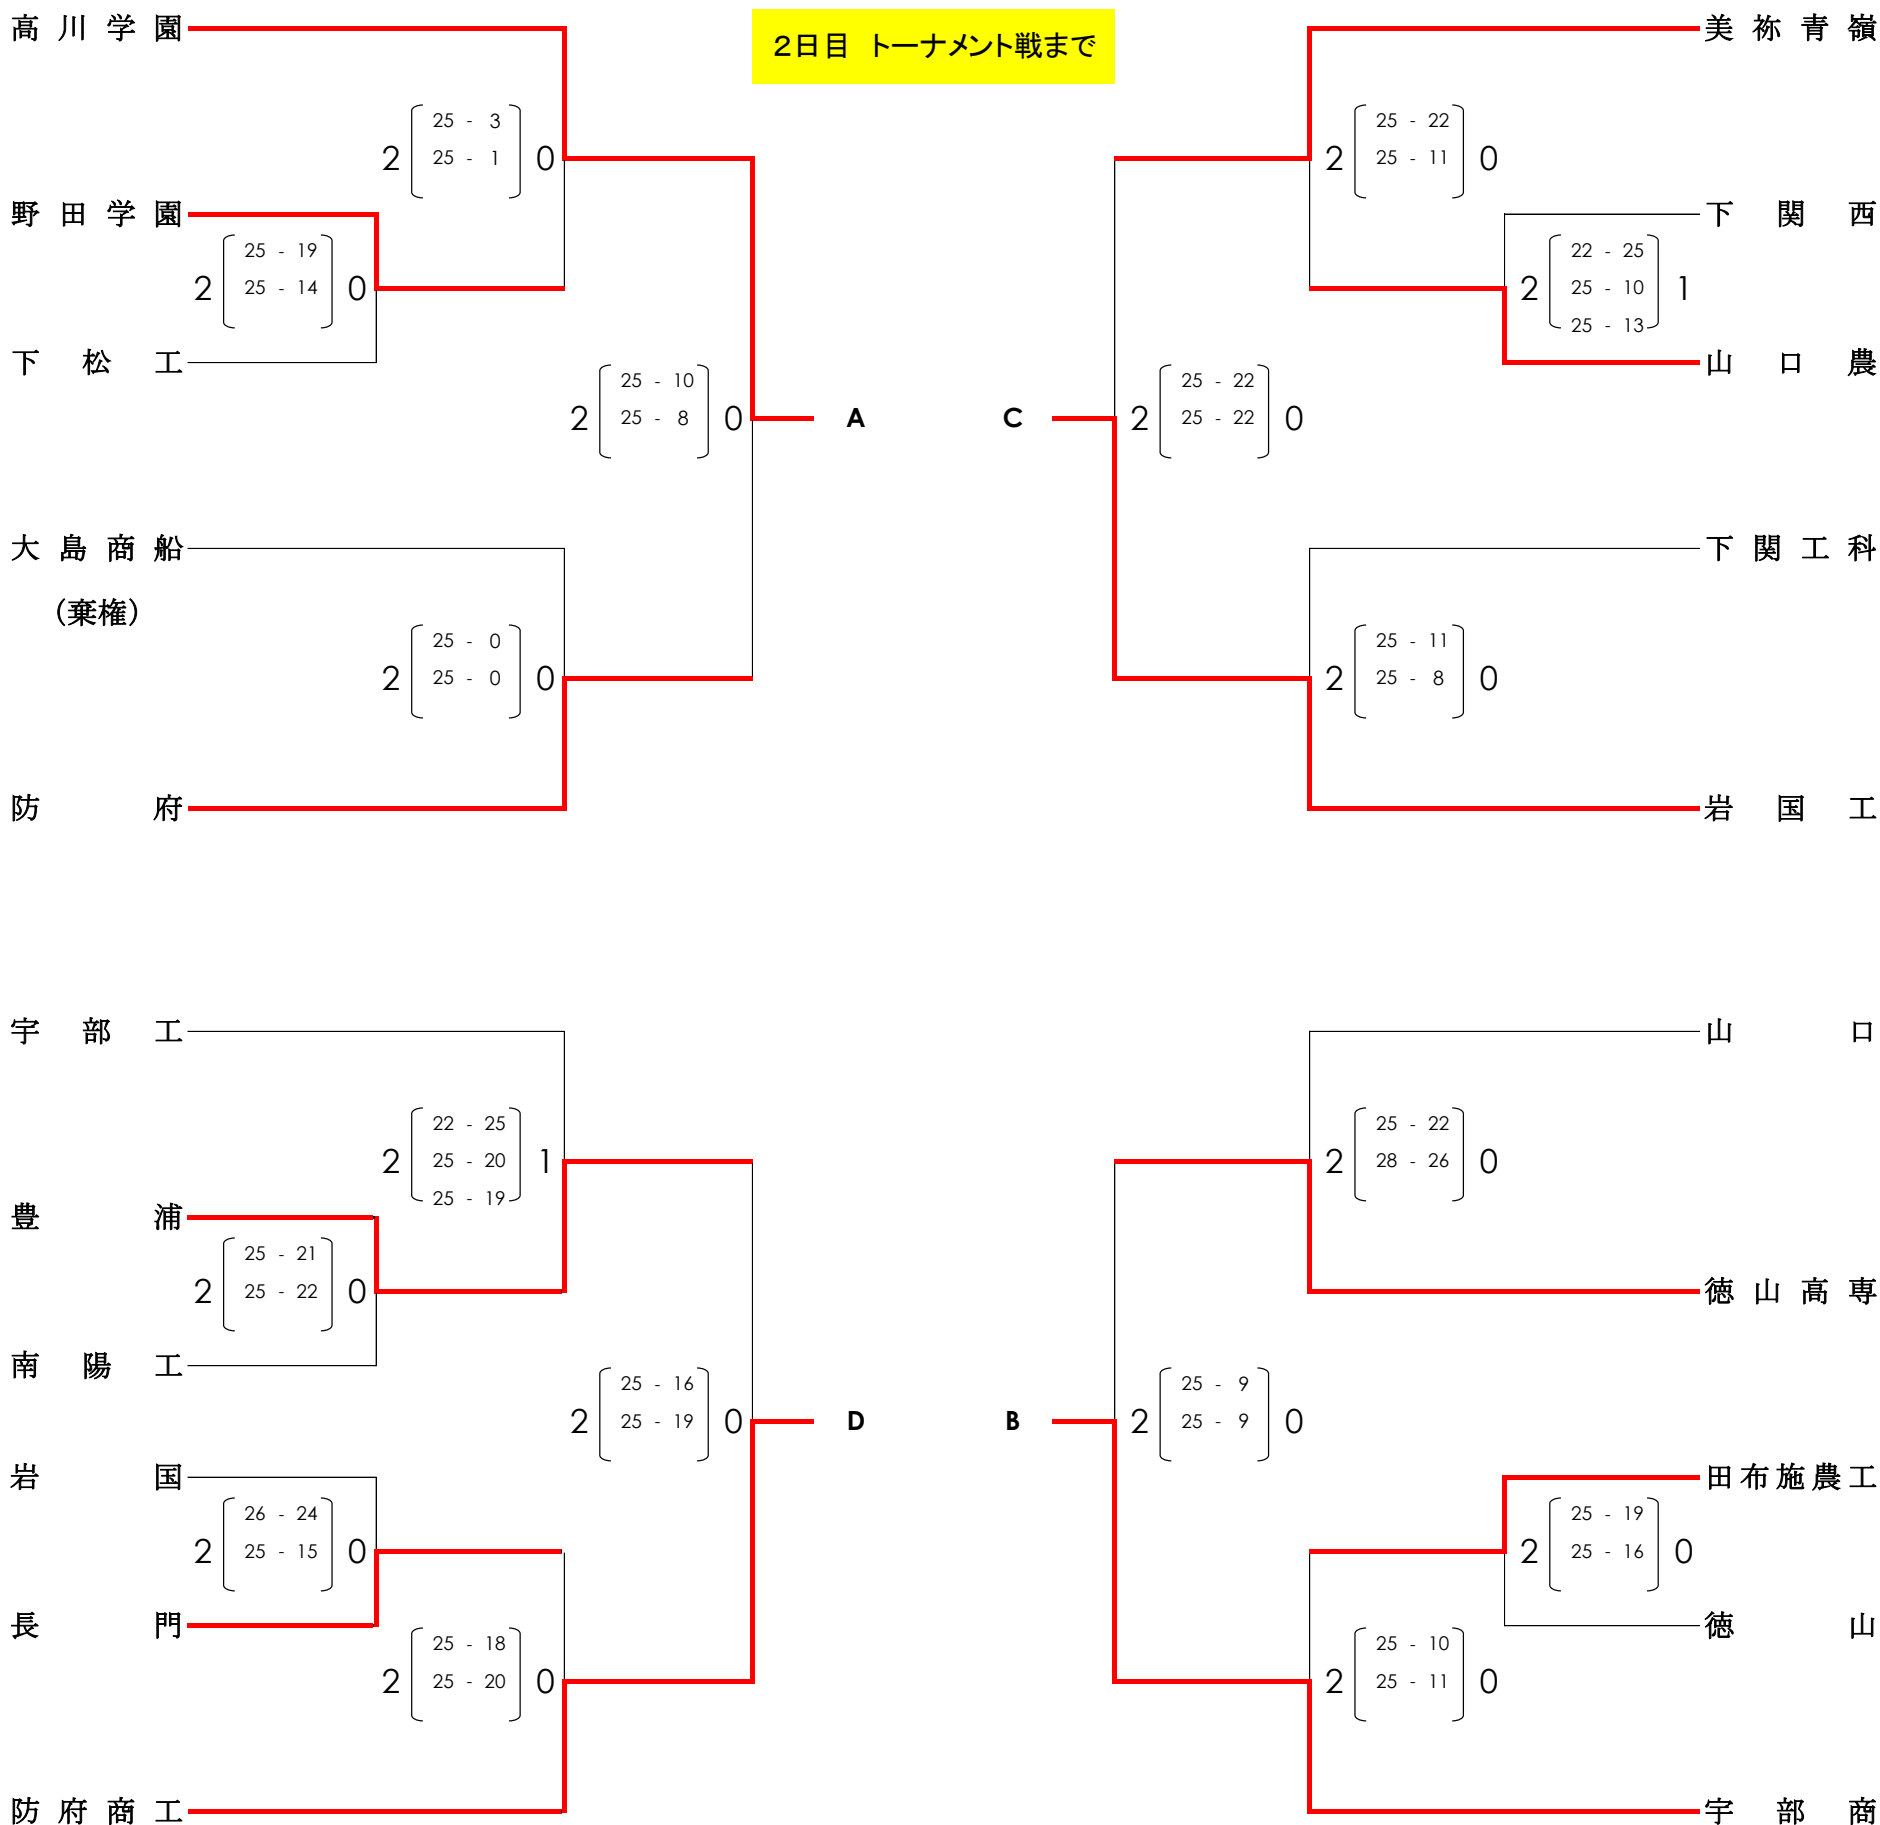 ２日目　トーナメント戦まで
高川学園
2 25 - 3 0
25 - 1
野田学園
2 25 - 19 0
25 - 14
下松工
2 25 - 10 0
25 - 8
A
大島商船
（棄権）
2 25 - 0 0
25 - 0
防府
美祢青嶺
2 25 - 22 0
25 - 11
下関西
2 22 - 25 1
25 - 10
25 - 13
山口農
C
2 25 - 22 0
25 - 22
下関工科
2 25 - 11 0
25 - 8
岩国工
宇部工
2 22 - 25 1
25 - 20
25 - 19
豊浦
2 25 - 21 0
25 - 22
南陽工
2 25 - 16 0
25 - 19
D
岩国
2 26 - 24 0
25 - 15
長門
2 25 - 18 0
25 - 20
防府商工
山口
2 25 - 22 0
28 - 26
徳山高専
B
2 25 - 9 0
25 - 9
田布施農工
2 25 - 19 0
25 - 16
徳山
2 25 - 10 0
25 - 11
宇部商